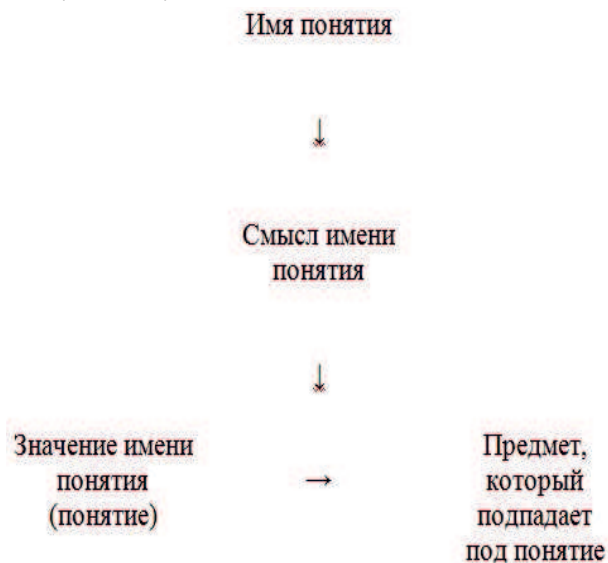 Имя понятия
↓
Смысл имени
понятия
↓
Значение имени
понятия
(понятие)
→
Предмет,
который
подпадает
под понятие